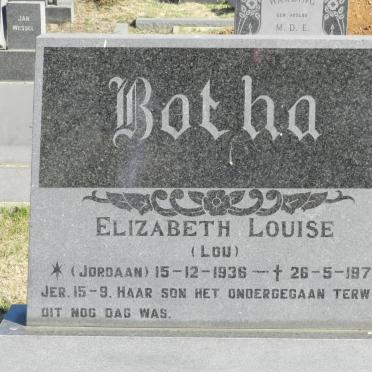 JAN
WESSEL
M. D. E.
Botha
ELIZABETH LOUISE
(LOU)
* (JORDAAN) 15-12-1936 — † 26-5-197
JER. 15-9. HAAR SON HET ONDERGEGAAN TERW
DIT NOG DAG WAS.